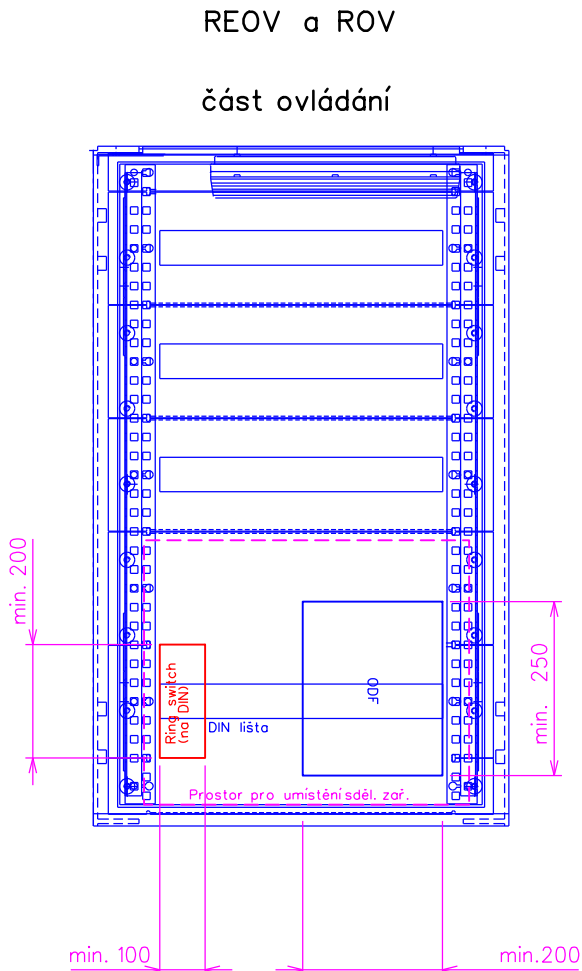 REOV a ROV
část ovládání
min. 200
Ring switch
(na DIN)
DIN lišta
ODF
min. 250
Prostor pro umístění sděl. zař.
min. 100
min.200